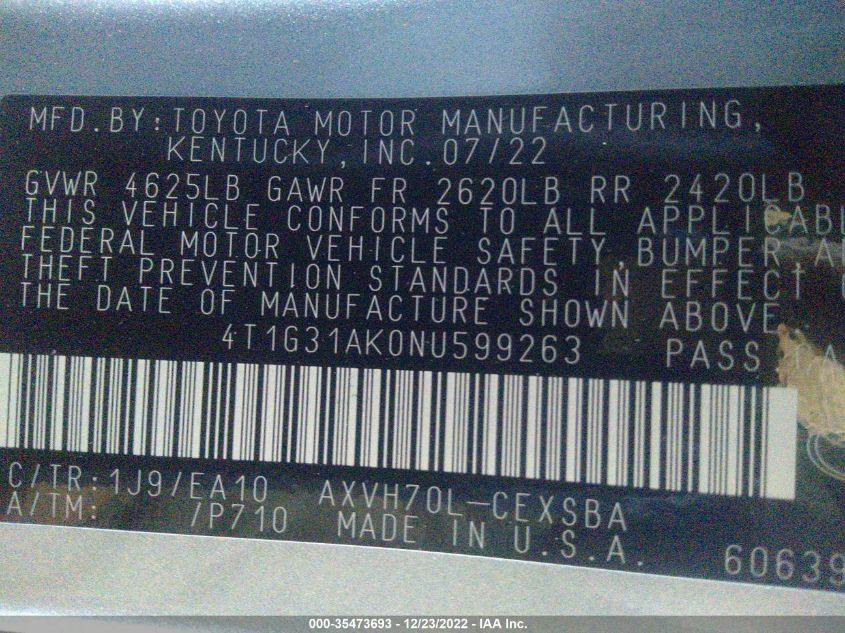 MFD.BY:TOYOTA MOTOR MANUFACTURING,
KENTUCKY,INC.07/22
GVWR 4625LB GAWR FR 2620LB RR 2420LB
THIS VEHICLE CONFORMS TO ALL APPLICABL
FEDERAL MOTOR VEHICLE SAFETY,BUMPER A
THEFT PREVENTION STANDARDS IN EFFECT
THE DATE OF MANUFACTURE SHOWN ABOVE
4T1G31AK0NU599263 PASS
C/TR:1J9/EA10 AXVH70L-CEXSBA
A/TM: /P710 MADE IN U.S.A. 60639
000-35473693 - 12/23/2022 - IAA Inc.